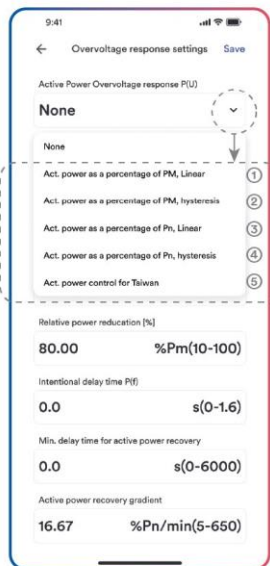 9:41
Overvoltage response settings Save
Active Power Overvoltage response P(U)
None
None
Act. power as a percentage of PM, Linear ①
Act. power as a percentage of PM, hysteresis ②
Act. power as a percentage of Pn, Linear ③
Act. power as a percentage of Pn, hysteresis ④
Act. power control for Taiwan ⑤
Relative power reducation [%]
80.00 %Pm(10-100)
Intentional delay time P(f)
0.0 s(0-1.6)
Min. delay time for active power recovery
0.0 s(0-6000)
Active power recovery gradient
16.67 %Pn/min(5-650)